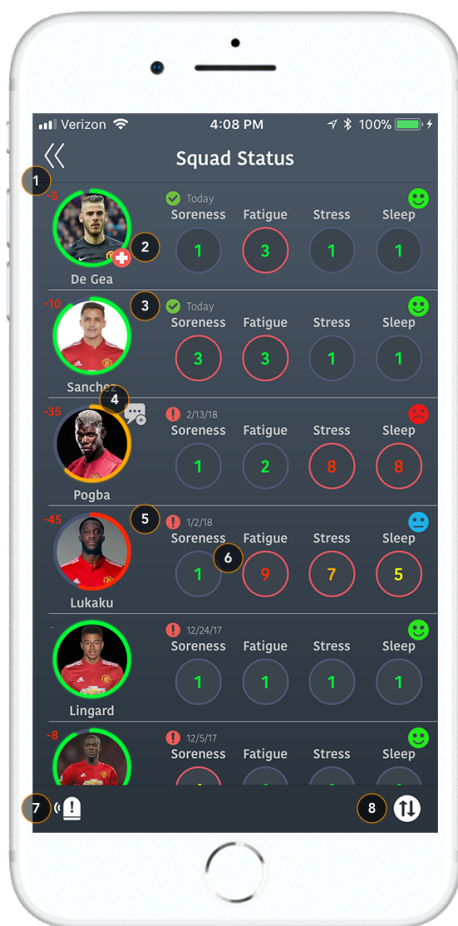 Verizon 4:08 PM 100%
Squad Status
1
-5 Today
Soreness Fatigue Stress Sleep
2
1 3 1 1
De Gea
-10 3 Today
Soreness Fatigue Stress Sleep
3 3 1 1
Sanchez
4
-35 2/13/18
Soreness Fatigue Stress Sleep
1 2 8 8
Pogba
-45 5 1/2/18
Soreness Fatigue Stress Sleep
6
1 9 7 5
Lukaku
- 12/24/17
Soreness Fatigue Stress Sleep
1 1 1 1
Lingard
-8 12/5/17
Soreness Fatigue Stress Sleep
7 8